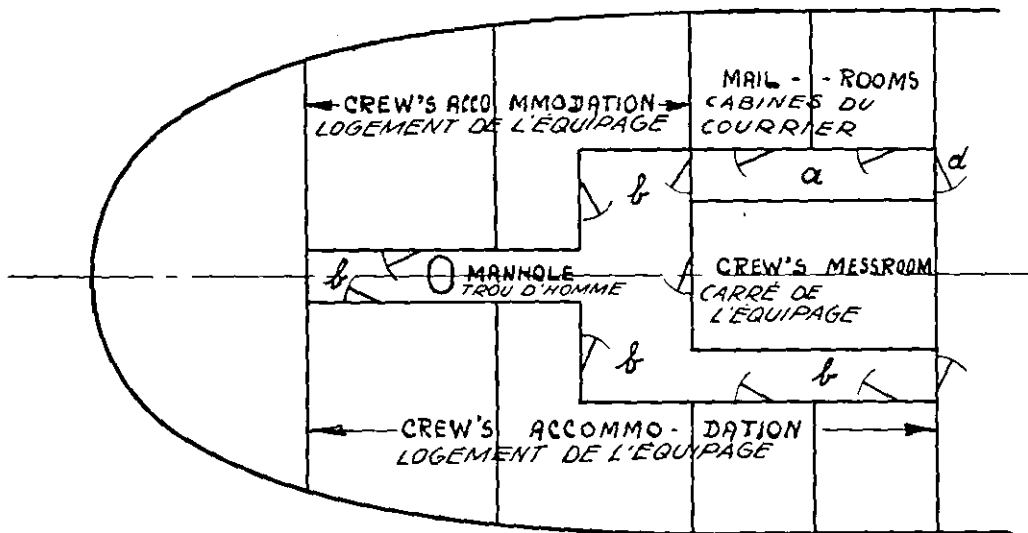 MAIL - - ROOMS
CABINES DU
COURRIER
CREW'S ACCOMMODATION
LOGEMENT DE L'ÉQUIPAGE
a
d
b
b
MANHOLE
TROU D'HOMME
CREW'S MESSROOM
CARRÉ DE
L'ÉQUIPAGE
b
b
CREW'S ACCOMMO - DATION
LOGEMENT DE L'ÉQUIPAGE